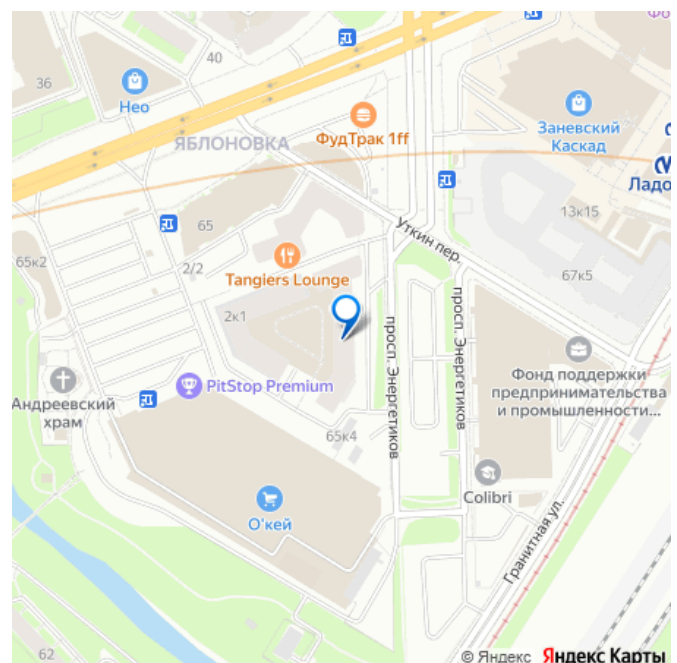 40
36
Нео
ФудТрак 1ff
Заневский
Каскад
ЯБЛОНОВКА
Ладо
13к15
65
Уткин пер.
65к2
2/2
Tangiers Lounge
67к5
2к1
просп. Энергетиков
просп. Энергетиков
Фонд поддержки
предпринимательства
и промышленности...
PitStop Premium
Андреевский
храм
65к4
Colibri
О'кей
Гранитная ул.
62
© Яндекс Яндекс Карты